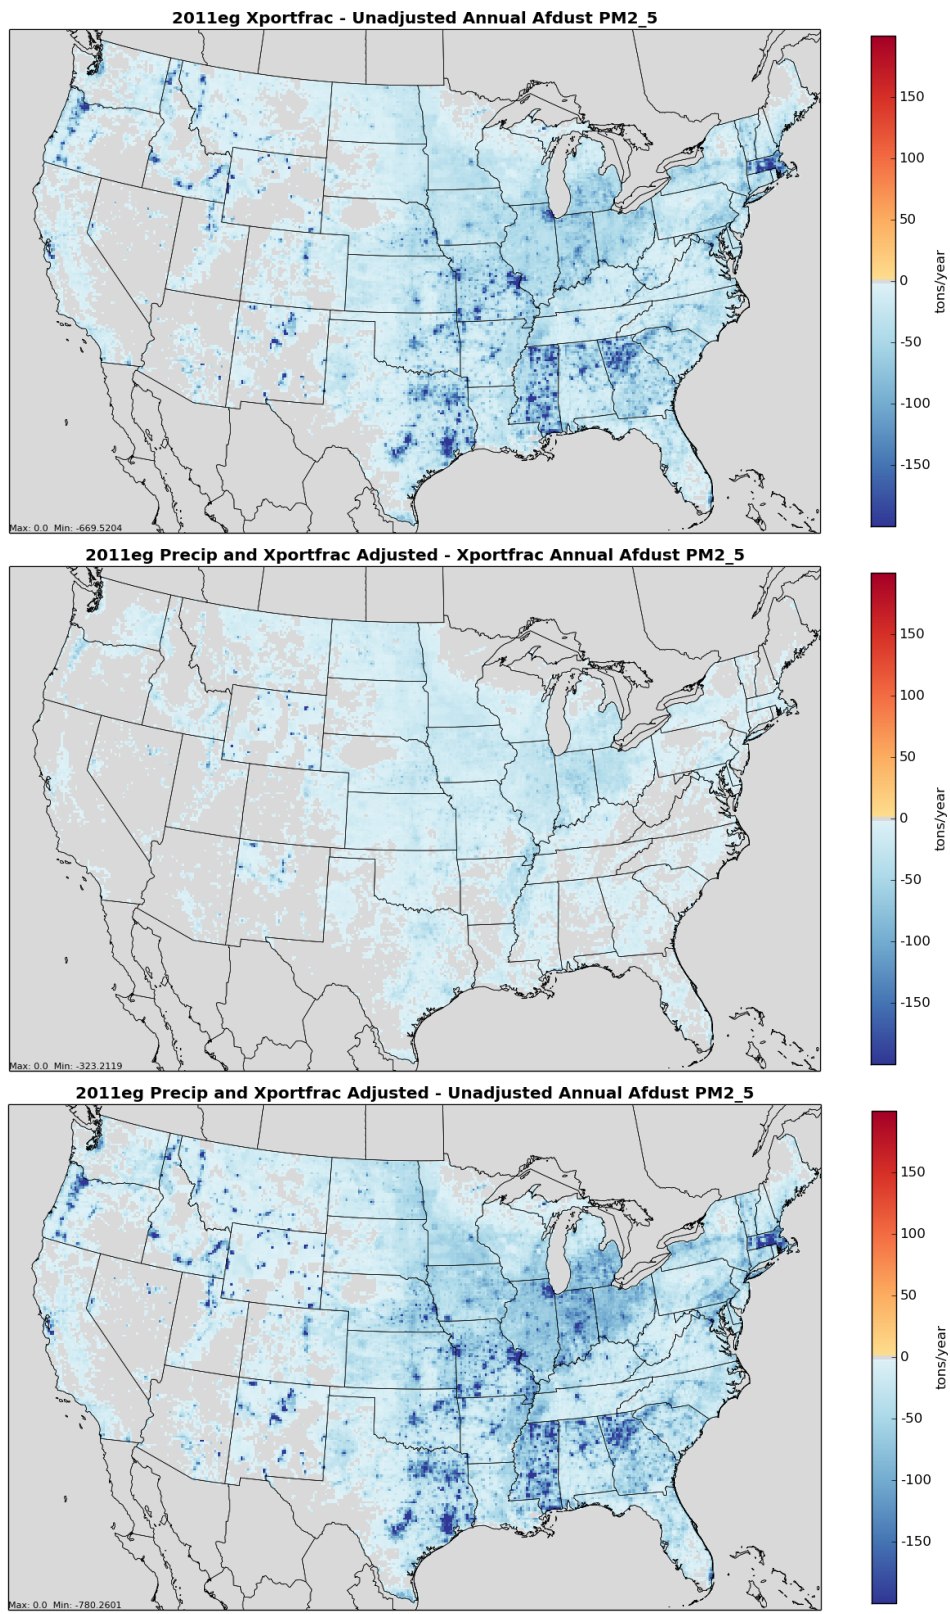 2011eg Xportfrac - Unadjusted Annual Afdust PM2_5
150
100
50
0
-50
-100
-150
tons/year
Max: 0.0 Min: -669.5204
2011eg Precip and Xportfrac Adjusted - Xportfrac Annual Afdust PM2_5
150
100
50
0
-50
-100
-150
tons/year
Max: 0.0 Min: -323.2119
2011eg Precip and Xportfrac Adjusted - Unadjusted Annual Afdust PM2_5
150
100
50
0
-50
-100
-150
tons/year
Max: 0.0 Min: -780.2601